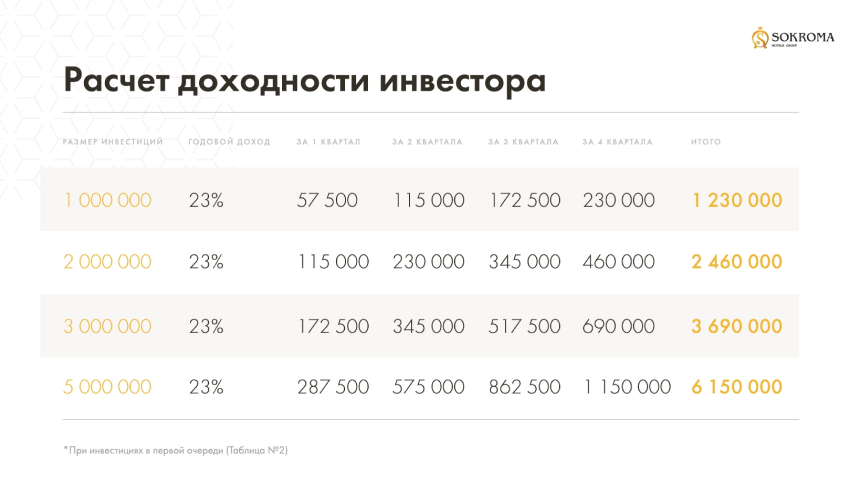 SOKROMA
HOTELS GROUP
Расчет доходности инвестора
РАЗМЕР ИНВЕСТИЦИЙ ГОДОВОЙ ДОХОД ЗА 1 КВАРТАЛ ЗА 2 КВАРТАЛА ЗА 3 КВАРТАЛА ЗА 4 КВАРТАЛА ИТОГО
1 000 000 23% 57 500 115 000 172 500 230 000 1 230 000
2 000 000 23% 115 000 230 000 345 000 460 000 2 460 000
3 000 000 23% 172 500 345 000 517 500 690 000 3 690 000
5 000 000 23% 287 500 575 000 862 500 1 150 000 6 150 000
*При инвестициях в первой очереди (Таблица №2)